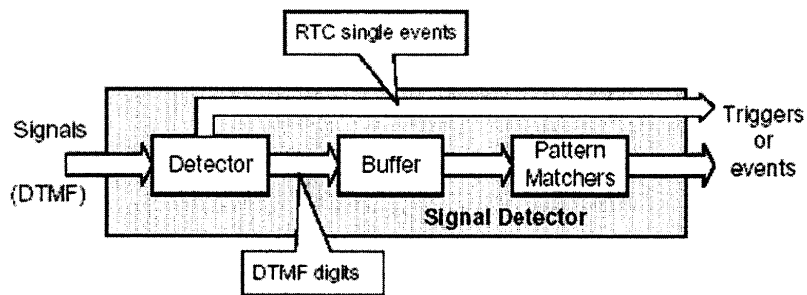 RTC single events
Signals
(DTMF)
Detector
Buffer
Pattern
Matchers
Triggers
or
events
Signal Detector
DTMF digits